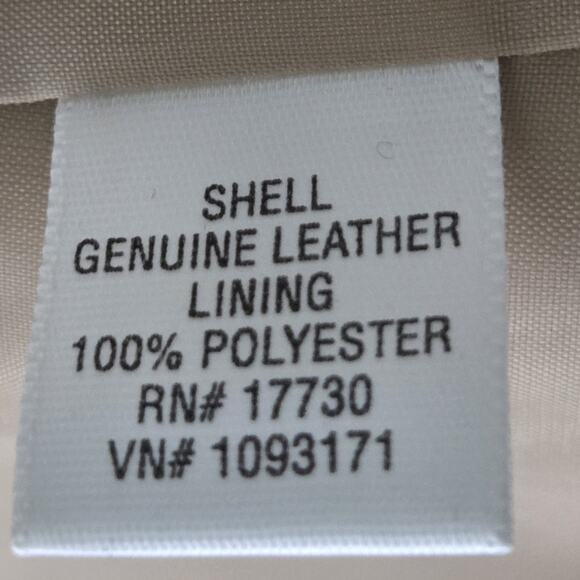 SHELL
GENUINE LEATHER
LINING
100% POLYESTER
RN# 17730
VN# 1093171